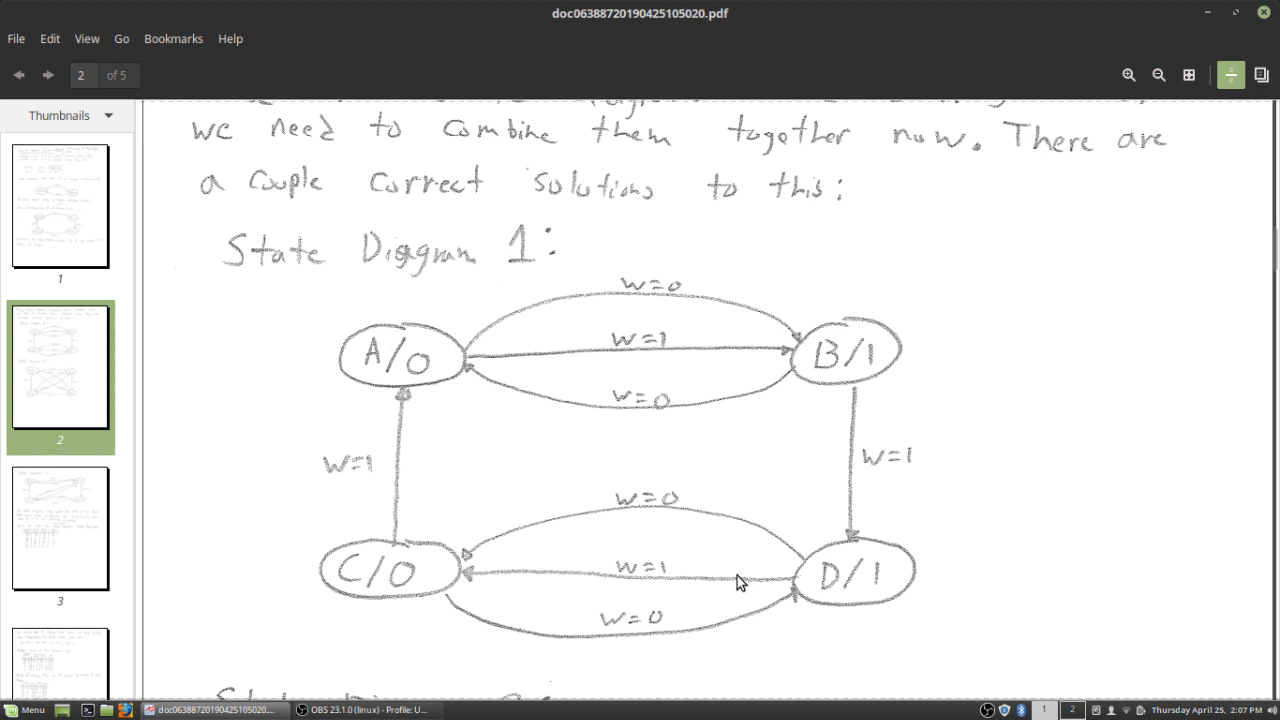 doc06388720190425105020.pdf
File Edit View Go Bookmarks Help
2 of 5
Thumbnails
1
2
3
we need to combine them together now. There are
a couple correct solutions to this:
State Diagram 1:
w=0
A/0 w=1 B/1
w=0
w=1 w=1
w=0
C/0 w=1 D/1
w=0
Menu doc06388720190425105020.... OBS 23.1.0 (linux) - Profile: U... 1 2 Thursday April 25, 2:07 PM